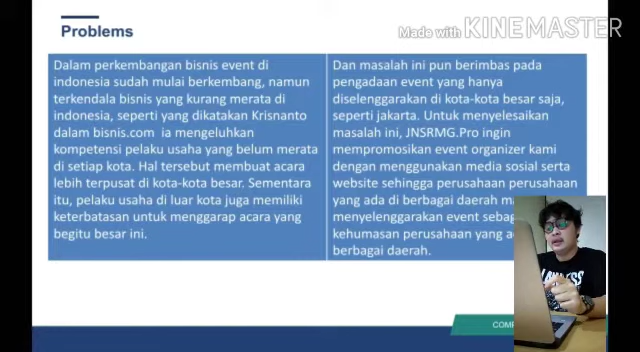 Problems
Made with KINEMASTER
Dalam perkembangan bisnis event di
indonesia sudah mulai berkembang, namun
terkendala bisnis yang kurang merata di
indonesia, seperti yang dikatakan Krisnanto
dalam bisnis.com ia mengeluhkan
kompetensi pelaku usaha yang belum merata
di setiap kota. Hal tersebut membuat acara
lebih terpusat di kota-kota besar. Sementara
itu, pelaku usaha di luar kota juga memiliki
keterbatasan untuk menggarap acara yang
begitu besar ini.
Dan masalah ini pun berimbas pada
pengadaan event yang hanya
diselenggarakan di kota-kota besar saja,
seperti jakarta. Untuk menyelesaikan
masalah ini, JNSRMG.Pro ingin
mempromosikan event organizer kami
dengan menggunakan media sosial serta
website sehingga perusahaan perusahaan
yang ada di berbagai daerah
menyelenggarakan event
kehumasan perusahaan yang
berbagai daerah.